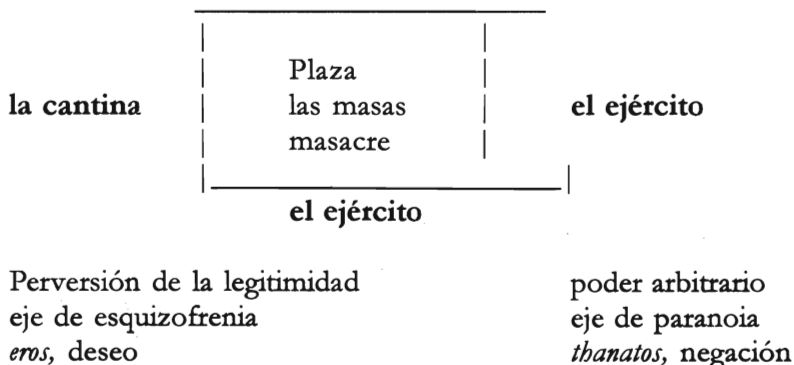 Plaza
la cantina las masas el ejército
masacre
el ejército
Perversión de la legitimidad poder arbitrario
eje de esquizofrenia eje de paranoia
eros, deseo thanatos, negación